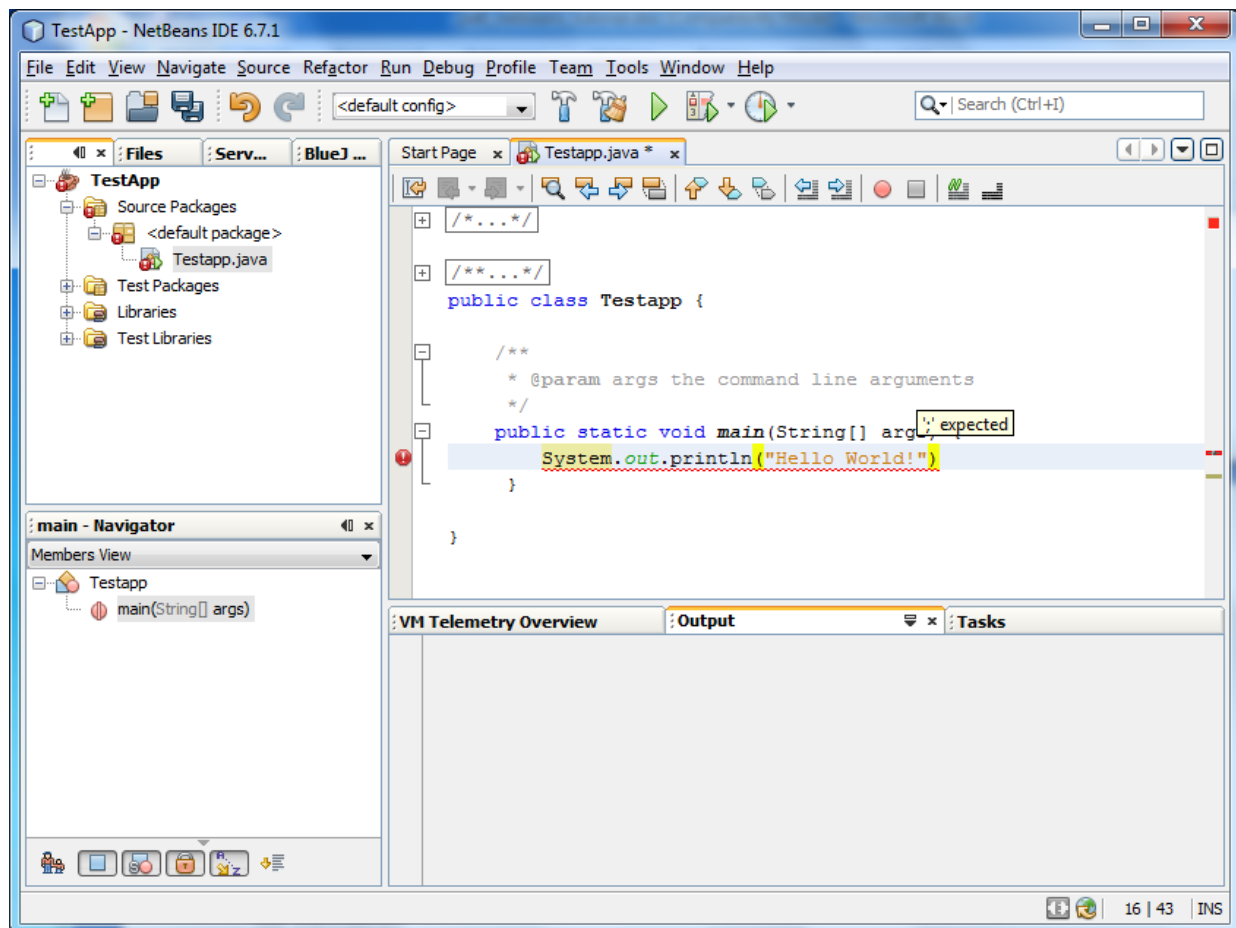 TestApp - NetBeans IDE 6.7.1
File Edit View Navigate Source Refactor Run Debug Profile Team Tools Window Help
<default config>
Search (Ctrl+I)
Files
Serv...
BlueJ ...
TestApp
Source Packages
<default package>
Testapp.java
Test Packages
Libraries
Test Libraries
Start Page
Testapp.java *
/*...*/
/**...*/
public class Testapp {
/**
* @param args the command line arguments
*/
public static void main(String[] args) {
';' expected
System.out.println("Hello World!")
}
}
main - Navigator
Members View
Testapp
main(String[] args)
VM Telemetry Overview
Output
Tasks
16 | 43
INS